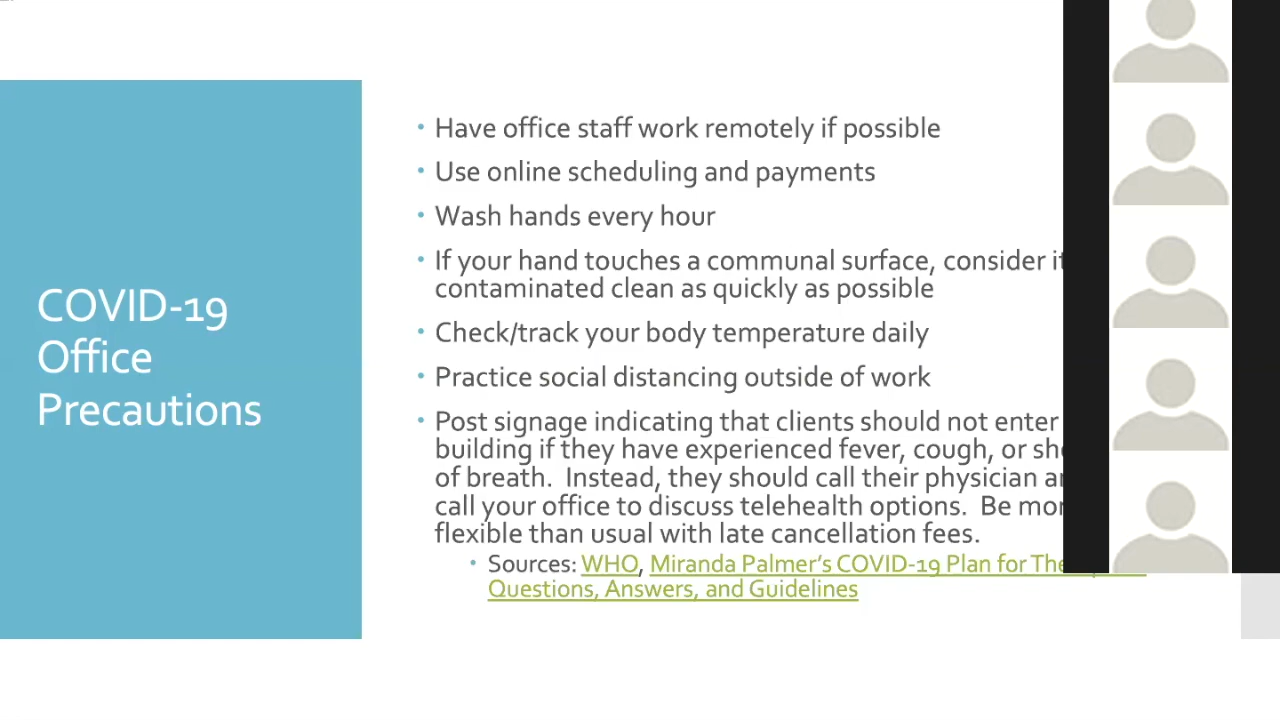 COVID-19
Office
Precautions
• Have office staff work remotely if possible
• Use online scheduling and payments
• Wash hands every hour
• If your hand touches a communal surface, consider it
contaminated clean as quickly as possible
• Check/track your body temperature daily
• Practice social distancing outside of work
• Post signage indicating that clients should not enter
building if they have experienced fever, cough, or
of breath. Instead, they should call their physician
call your office to discuss telehealth options. Be
flexible than usual with late cancellation fees.
• Sources: WHO, Miranda Palmer's COVID-19 Plan for
Questions, Answers, and Guidelines